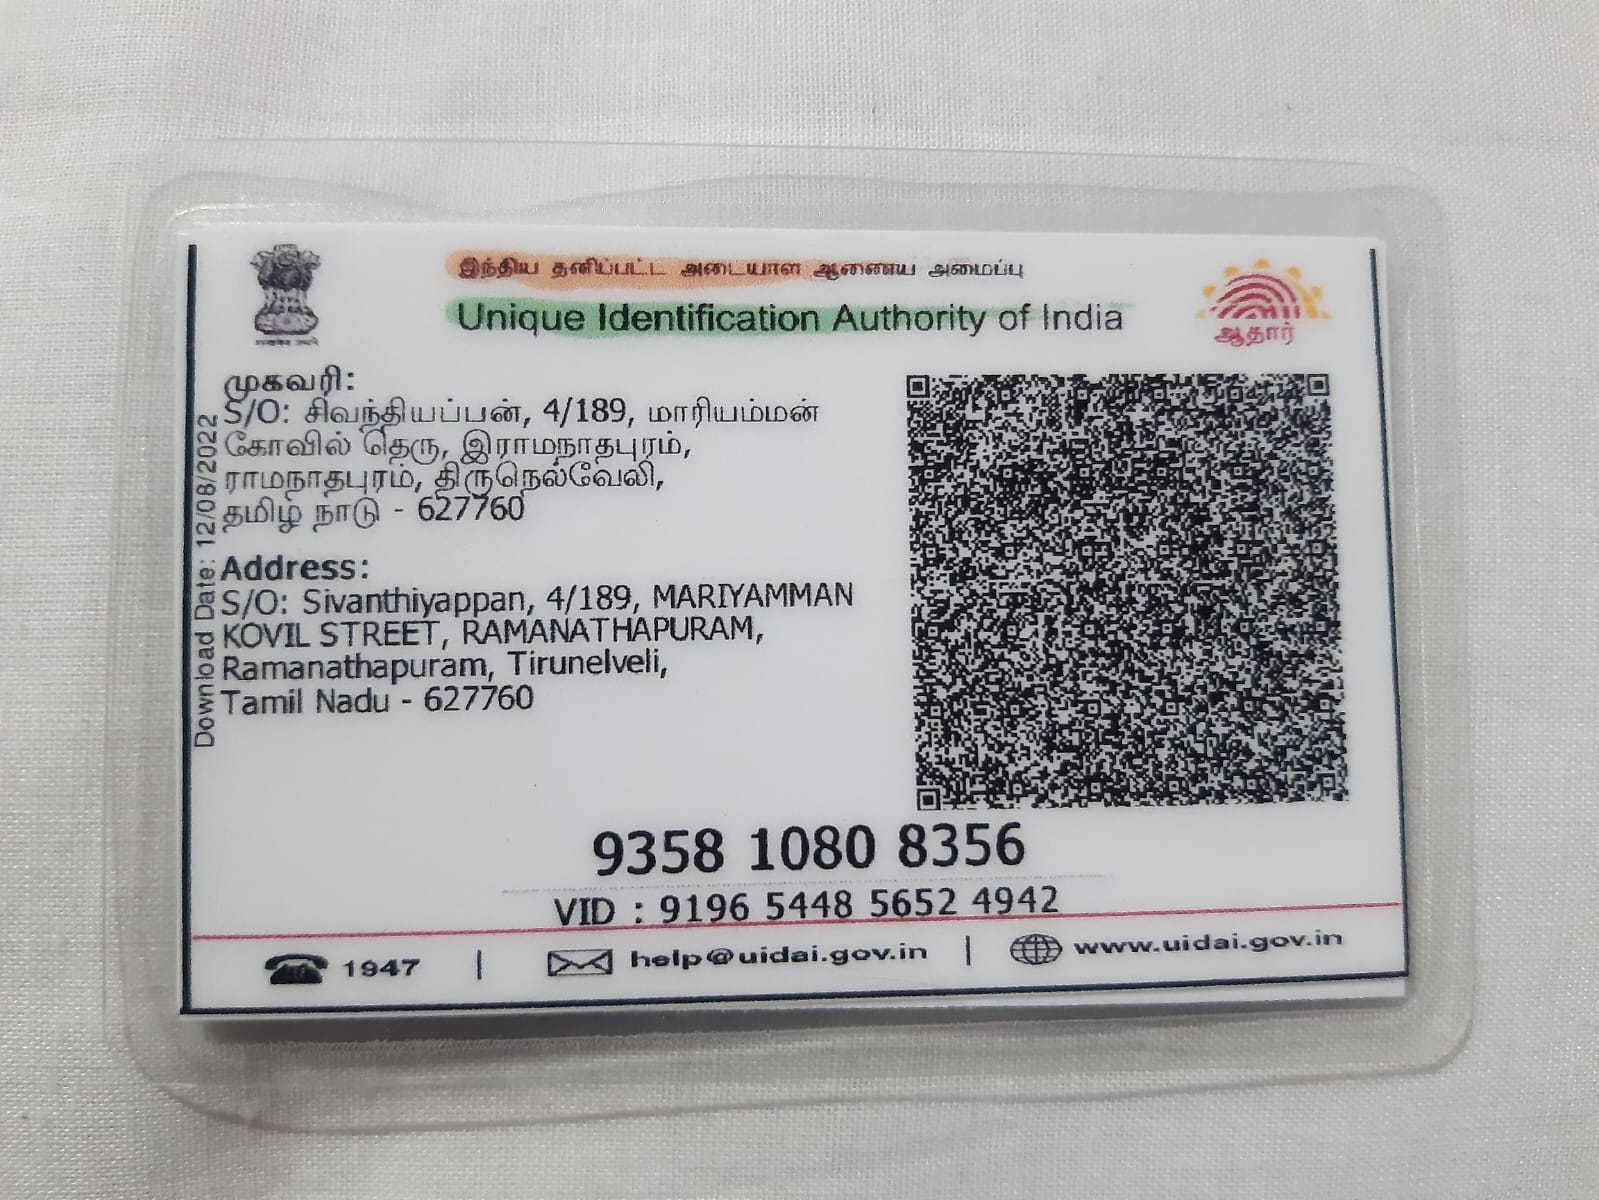 இந்திய தனிப்பட்ட அடையாள ஆணைய அமைப்பு
Unique Identification Authority of India
ஆதார்
முகவரி:
S/O: சிவந்தியப்பன், 4/189, மாரியம்மன்
கோவில் தெரு, இராமநாதபுரம்,
ராமநாதபுரம், திருநெல்வேலி,
தமிழ் நாடு - 627760
Address:
S/O: Sivanthiyappan, 4/189, MARIYAMMAN
KOVIL STREET, RAMANATHAPURAM,
Ramanathapuram, Tirunelveli,
Tamil Nadu - 627760
Download Date: 12/08/2022
9358 1080 8356
VID : 9196 5448 5652 4942
1947 | help@uidai.gov.in | www.uidai.gov.in